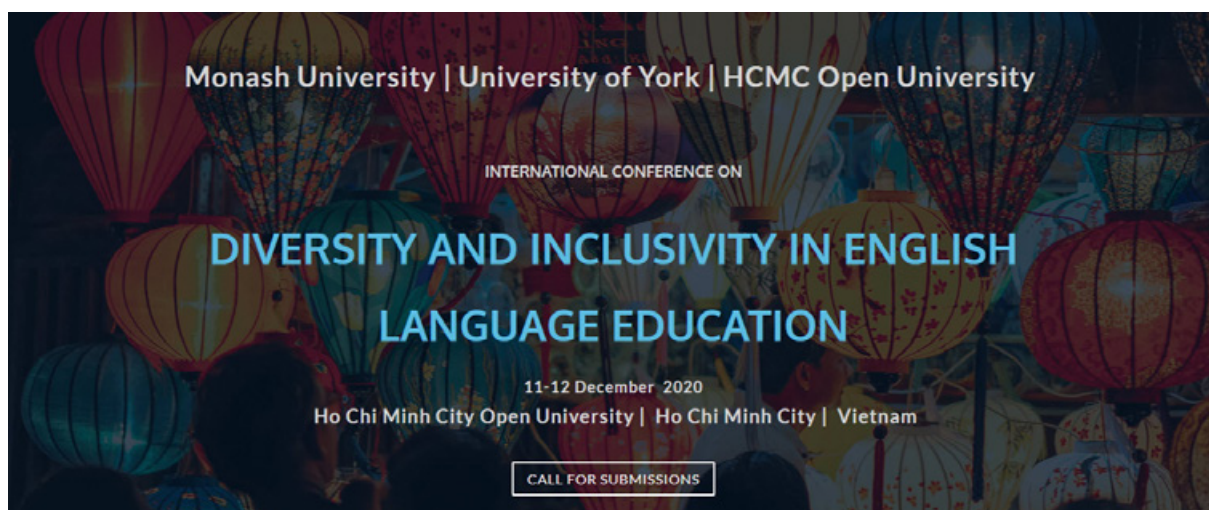 Monash University | University of York | HCMC Open University
INTERNATIONAL CONFERENCE ON
DIVERSITY AND INCLUSIVITY IN ENGLISH
LANGUAGE EDUCATION
11-12 December 2020
Ho Chi Minh City Open University | Ho Chi Minh City | Vietnam
CALL FOR SUBMISSIONS